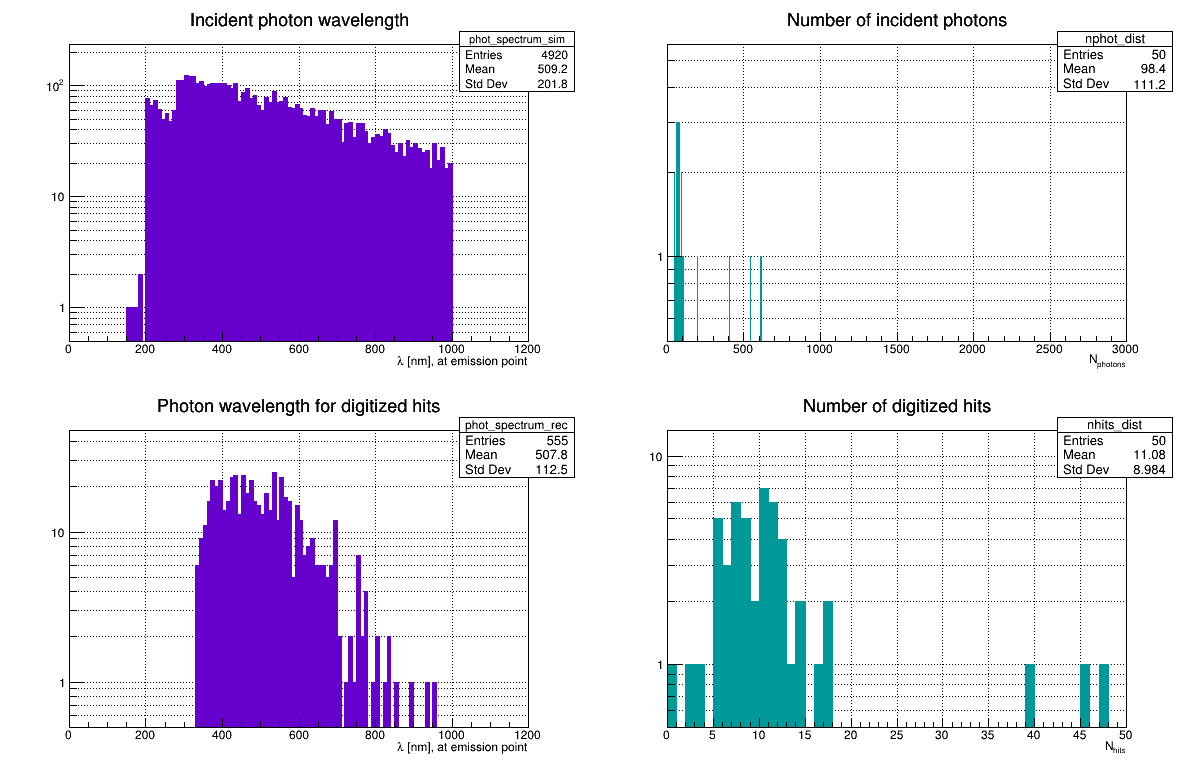 Incident photon wavelength
phot_spectrum_sim
Entries 4920
Mean 509.2
Std Dev 201.8
10²
10
1
0 200 400 600 800 1000 1200
λ [nm], at emission point
Number of incident photons
nphot_dist
Entries 50
Mean 98.4
Std Dev 111.2
1
0 500 1000 1500 2000 2500 3000
Nphotons
Photon wavelength for digitized hits
phot_spectrum_rec
Entries 555
Mean 507.8
Std Dev 112.5
10
1
0 200 400 600 800 1000 1200
λ [nm], at emission point
Number of digitized hits
nhits_dist
Entries 50
Mean 11.08
Std Dev 8.984
10
1
0 5 10 15 20 25 30 35 40 45 50
Nhits